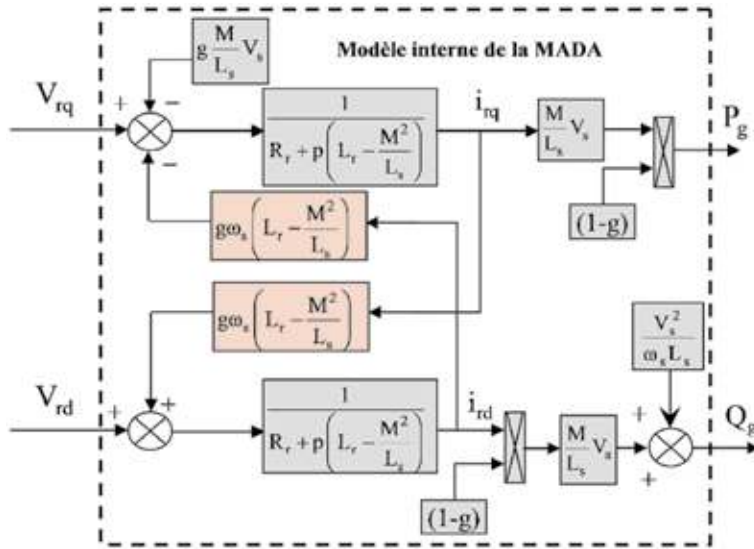 g M/L_s V_s
Modèle interne de la MADA
V_rq
+
−
−
1/(R_r + p(L_r − M²/L_s))
i_rq
M/L_s V_s
P_g
(1-g)
gω_s(L_r − M²/L_s)
gω_s(L_r − M²/L_s)
V_s²/(ω_s L_s)
V_rd
+
+
1/(R_r + p(L_r − M²/L_s))
i_rd
M/L_s V_s
+
+
Q_g
(1-g)